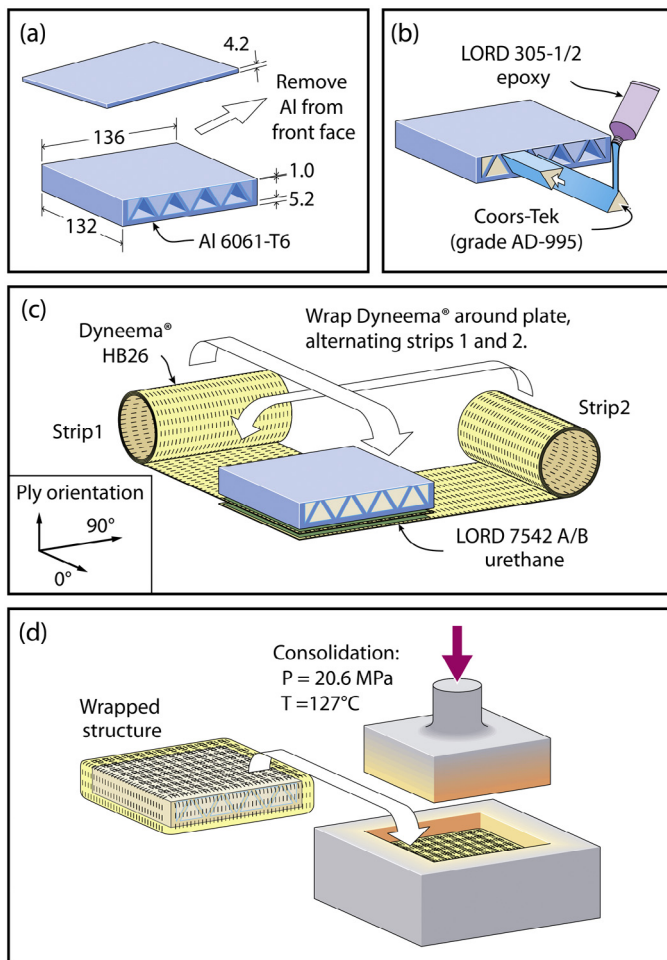 (a)
4.2
Remove
Al from
front face
136
1.0
5.2
132
Al 6061-T6
(b)
LORD 305-1/2
epoxy
Coors-Tek
(grade AD-995)
(c)
Dyneema®
HB26
Wrap Dyneema® around plate,
alternating strips 1 and 2.
Strip1
Strip2
Ply orientation
90°
0°
LORD 7542 A/B
urethane
(d)
Consolidation:
P = 20.6 MPa
T =127°C
Wrapped
structure